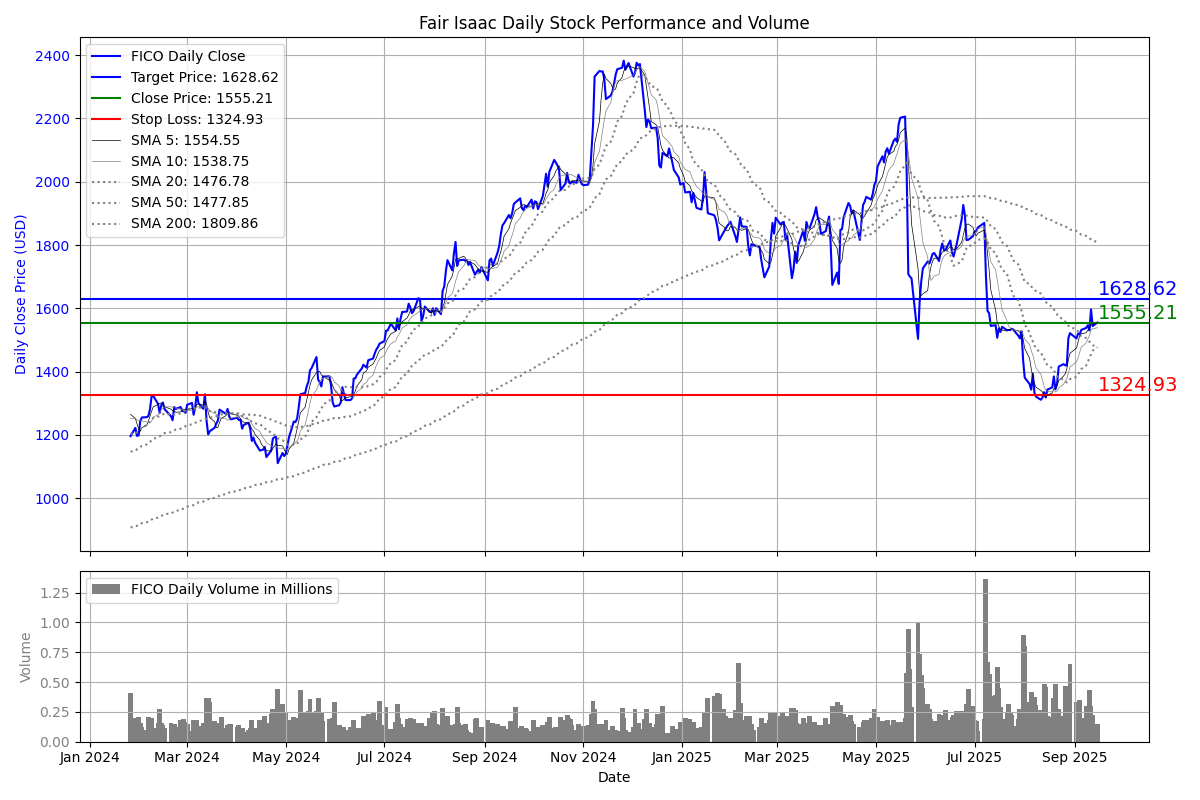 Fair Isaac Daily Stock Performance and Volume
Daily Close Price (USD)
2400
2200
2000
1800
1600
1400
1200
1000
FICO Daily Close
Target Price: 1628.62
Close Price: 1555.21
Stop Loss: 1324.93
SMA 5: 1554.55
SMA 10: 1538.75
SMA 20: 1476.78
SMA 50: 1477.85
SMA 200: 1809.86
1628.62
1555.21
1324.93
Volume
1.25
1.00
0.75
0.50
0.25
0.00
FICO Daily Volume in Millions
Jan 2024 Mar 2024 May 2024 Jul 2024 Sep 2024 Nov 2024 Jan 2025 Mar 2025 May 2025 Jul 2025 Sep 2025
Date